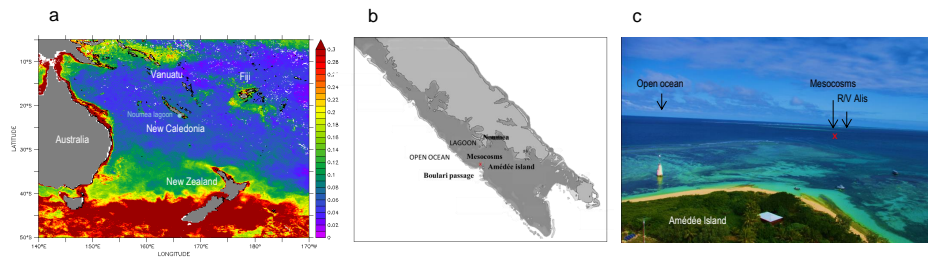 a
10°S
20°S
30°S
40°S
50°S
LATITUDE
140°E
150°E
160°E
170°E
180°E
170°W
LONGITUDE
Vanuatu
Fiji
Noumea lagoon
New Caledonia
Australia
New Zealand
0.3
0.28
0.26
0.24
0.22
0.2
0.18
0.16
0.14
0.12
0.1
0.08
0.06
0.04
0.02
0
b
Noumea
LAGOON
OPEN OCEAN
Mesocosms
Amédée island
Boulari passage
c
Open ocean
Mesocosms
R/V Alis
X
Amédée Island